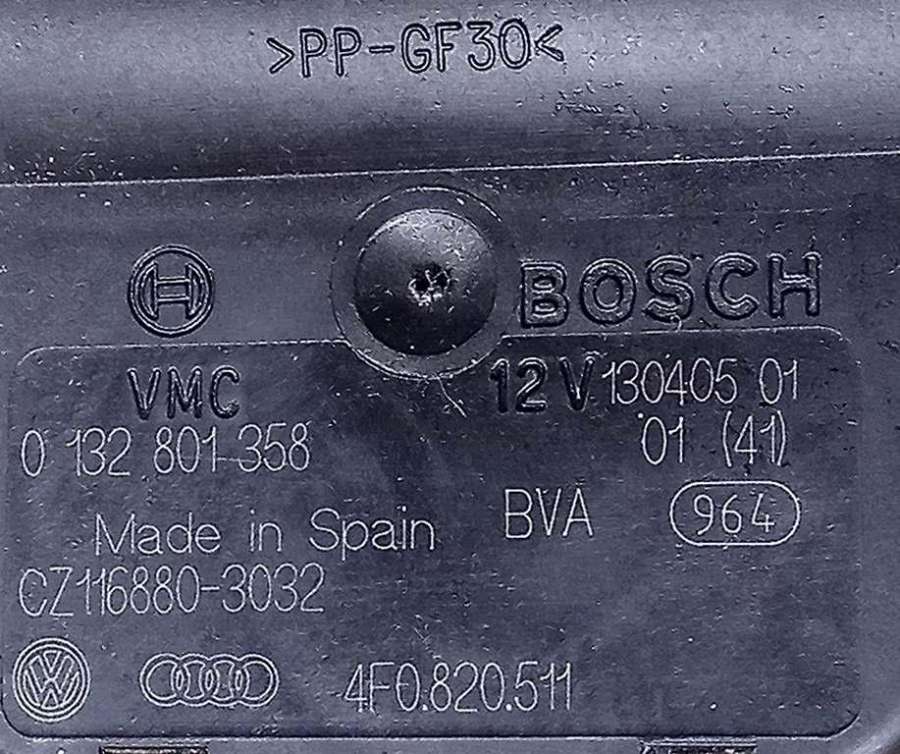 >PP-GF30<
BOSCH
VMC 12V 130405 01
0 132 801 358 01 (41)
Made in Spain BVA 964
CZ116880-3032
4F0.820.511